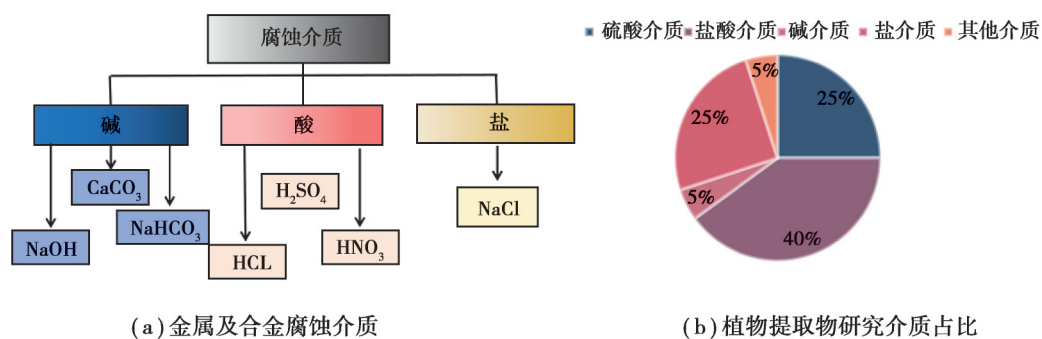 腐蚀介质
碱
酸
盐
CaCO₃
H₂SO₄
NaCl
NaHCO₃
NaOH
HCL
HNO₃
(a)金属及合金腐蚀介质
硫酸介质 盐酸介质 碱介质 盐介质 其他介质
5%
25%
25%
5%
40%
(b)植物提取物研究介质占比